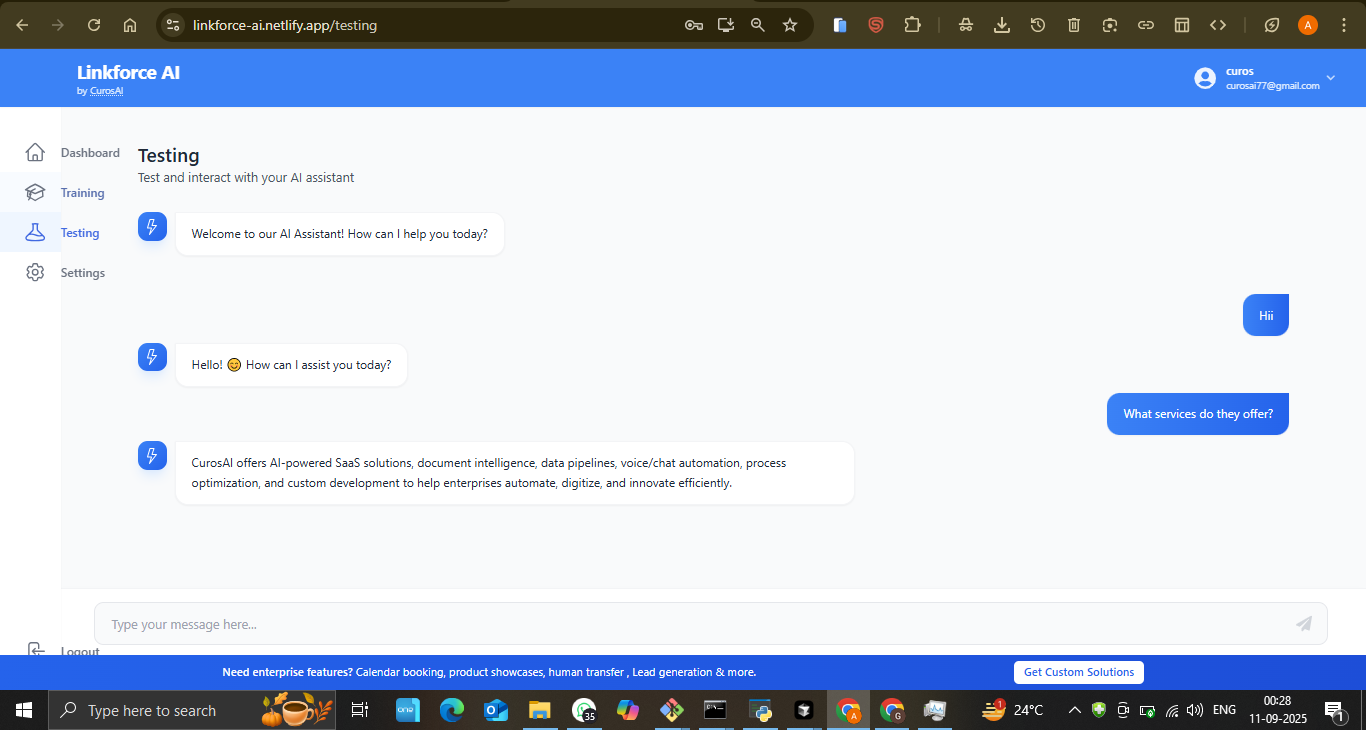 linkforce-ai.netlify.app/testing
A
Linkforce AI
by CurosAI
curos
curosai77@gmail.com
Dashboard
Training
Testing
Settings
Logout
Testing
Test and interact with your AI assistant
Welcome to our AI Assistant! How can I help you today?
Hii
Hello! 😊 How can I assist you today?
What services do they offer?
CurosAI offers AI-powered SaaS solutions, document intelligence, data pipelines, voice/chat automation, process
optimization, and custom development to help enterprises automate, digitize, and innovate efficiently.
Type your message here...
Need enterprise features? Calendar booking, product showcases, human transfer , Lead generation & more.
Get Custom Solutions
Type here to search
one
35
A
G
1
24°C
ENG
00:28
11-09-2025
1